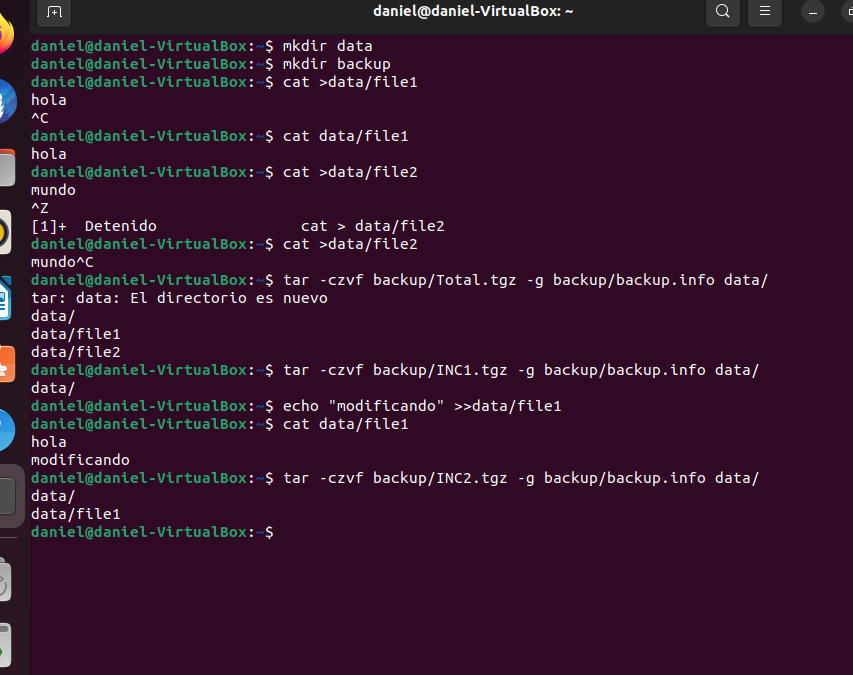 daniel@daniel-VirtualBox: ~
daniel@daniel-VirtualBox:~$ mkdir data
daniel@daniel-VirtualBox:~$ mkdir backup
daniel@daniel-VirtualBox:~$ cat >data/file1
hola
^C
daniel@daniel-VirtualBox:~$ cat data/file1
hola
daniel@daniel-VirtualBox:~$ cat >data/file2
mundo
^Z
[1]+  Detenido                cat > data/file2
daniel@daniel-VirtualBox:~$ cat >data/file2
mundo^C
daniel@daniel-VirtualBox:~$ tar -czvf backup/Total.tgz -g backup/backup.info data/
tar: data: El directorio es nuevo
data/
data/file1
data/file2
daniel@daniel-VirtualBox:~$ tar -czvf backup/INC1.tgz -g backup/backup.info data/
data/
daniel@daniel-VirtualBox:~$ echo "modificando" >>data/file1
daniel@daniel-VirtualBox:~$ cat data/file1
hola
modificando
daniel@daniel-VirtualBox:~$ tar -czvf backup/INC2.tgz -g backup/backup.info data/
data/
data/file1
daniel@daniel-VirtualBox:~$